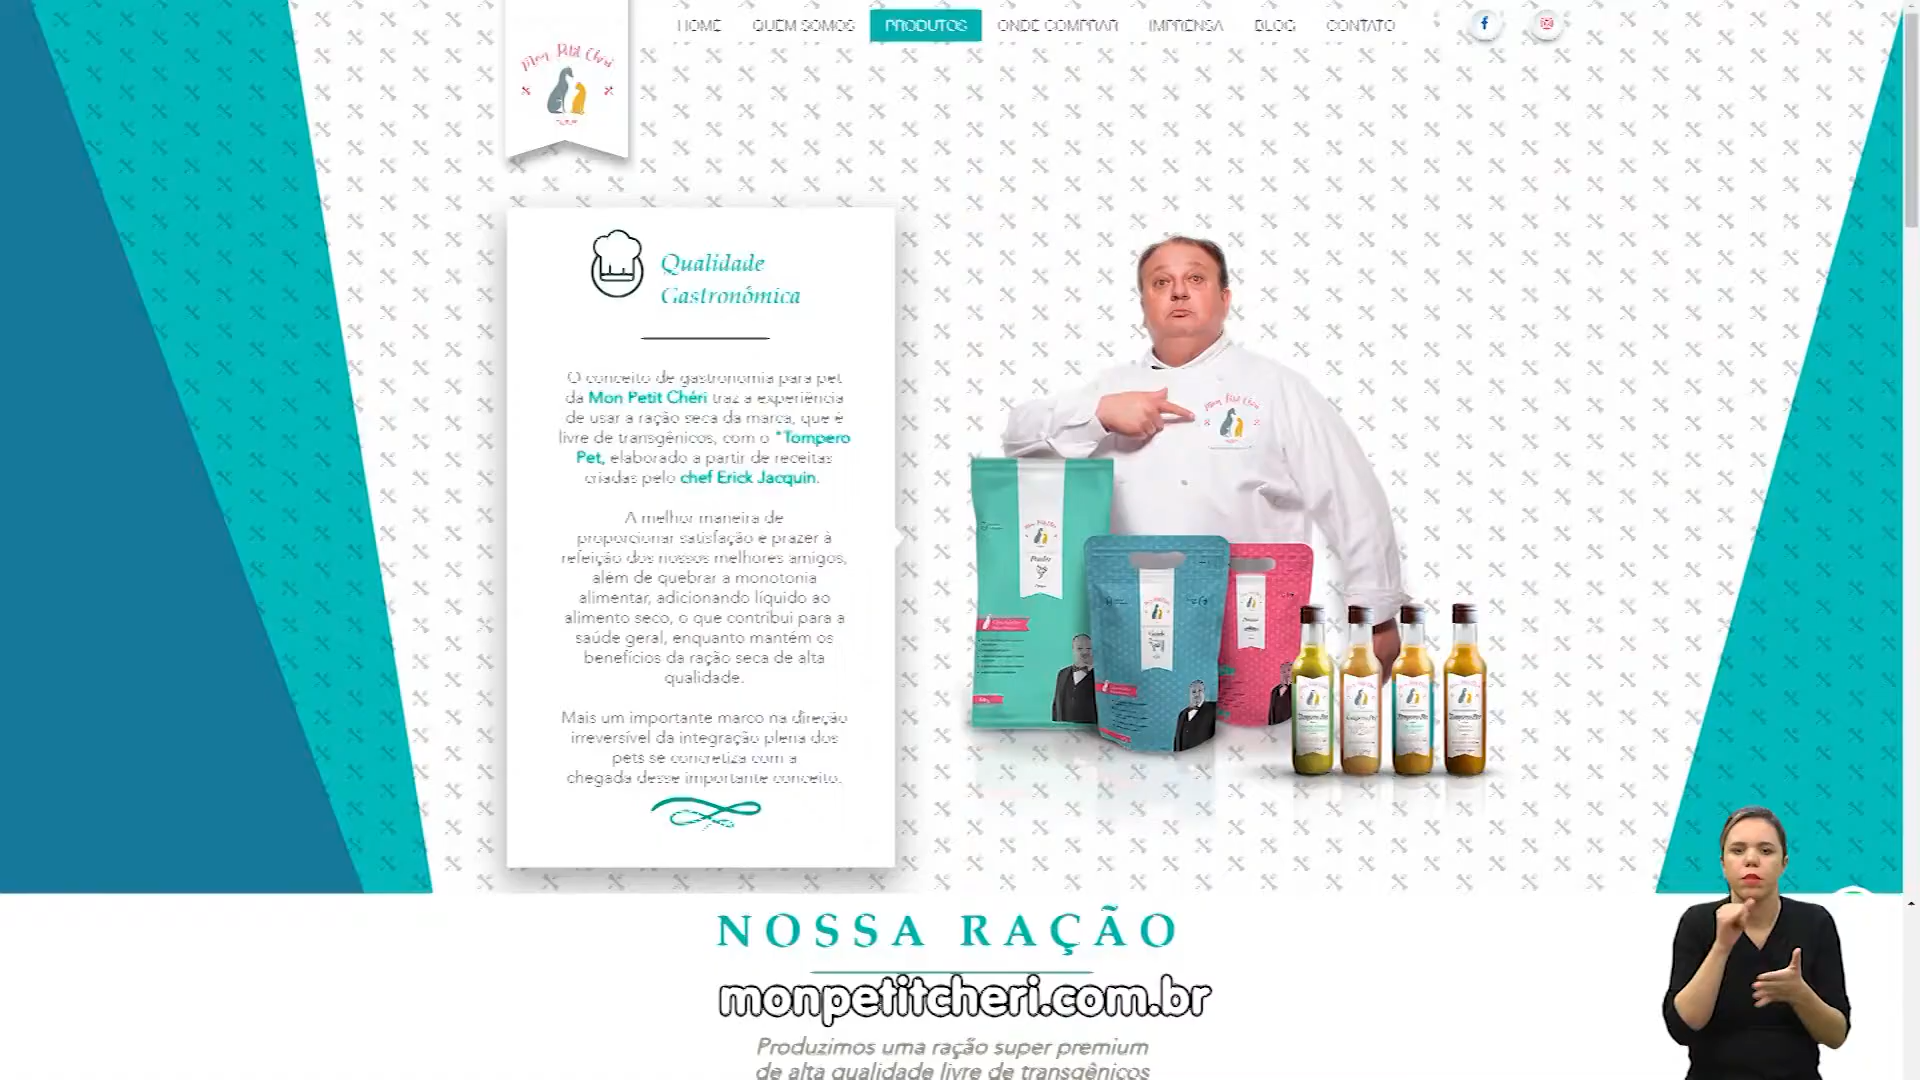 Mon Petit Chéri
HOME QUEM SOMOS PRODUTOS ONDE COMPRAR IMPRENSA BLOG CONTATO
Qualidade
Gastronômica
O conceito de gastronomia para pet
da Mon Petit Chéri traz a experiência
de usar a ração seca da marca, que é
livre de transgênicos, com o "Tompero
Pet, elaborado a partir de receitas
criadas pelo chef Erick Jacquin.
A melhor maneira de
proporcionar satisfação e prazer à
refeição dos nossos melhores amigos,
além de quebrar a monotonia
alimentar, adicionando líquido ao
alimento seco, o que contribui para a
saúde geral, enquanto mantém os
benefícios da ração seca de alta
qualidade.
Mais um importante marco na direção
irreversível da integração plena dos
pets se concretiza com a
chegada desse importante conceito.
NOSSA RAÇÃO
monpetitcheri.com.br
Produzimos uma ração super premium
de alta qualidade livre de transgênicos